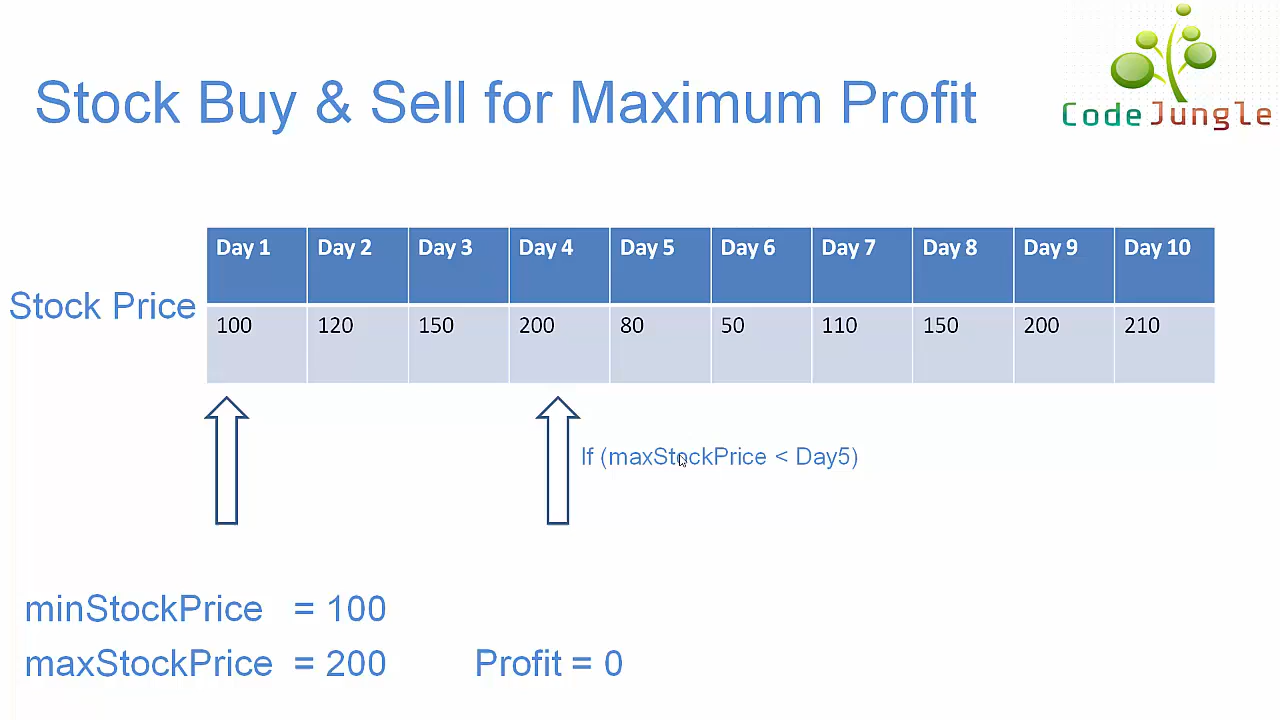 Stock Buy & Sell for Maximum Profit
CodeJungle
Day 1 Day 2 Day 3 Day 4 Day 5 Day 6 Day 7 Day 8 Day 9 Day 10
Stock Price
100 120 150 200 80 50 110 150 200 210
If (maxStockPrice < Day5)
minStockPrice = 100
maxStockPrice = 200 Profit = 0